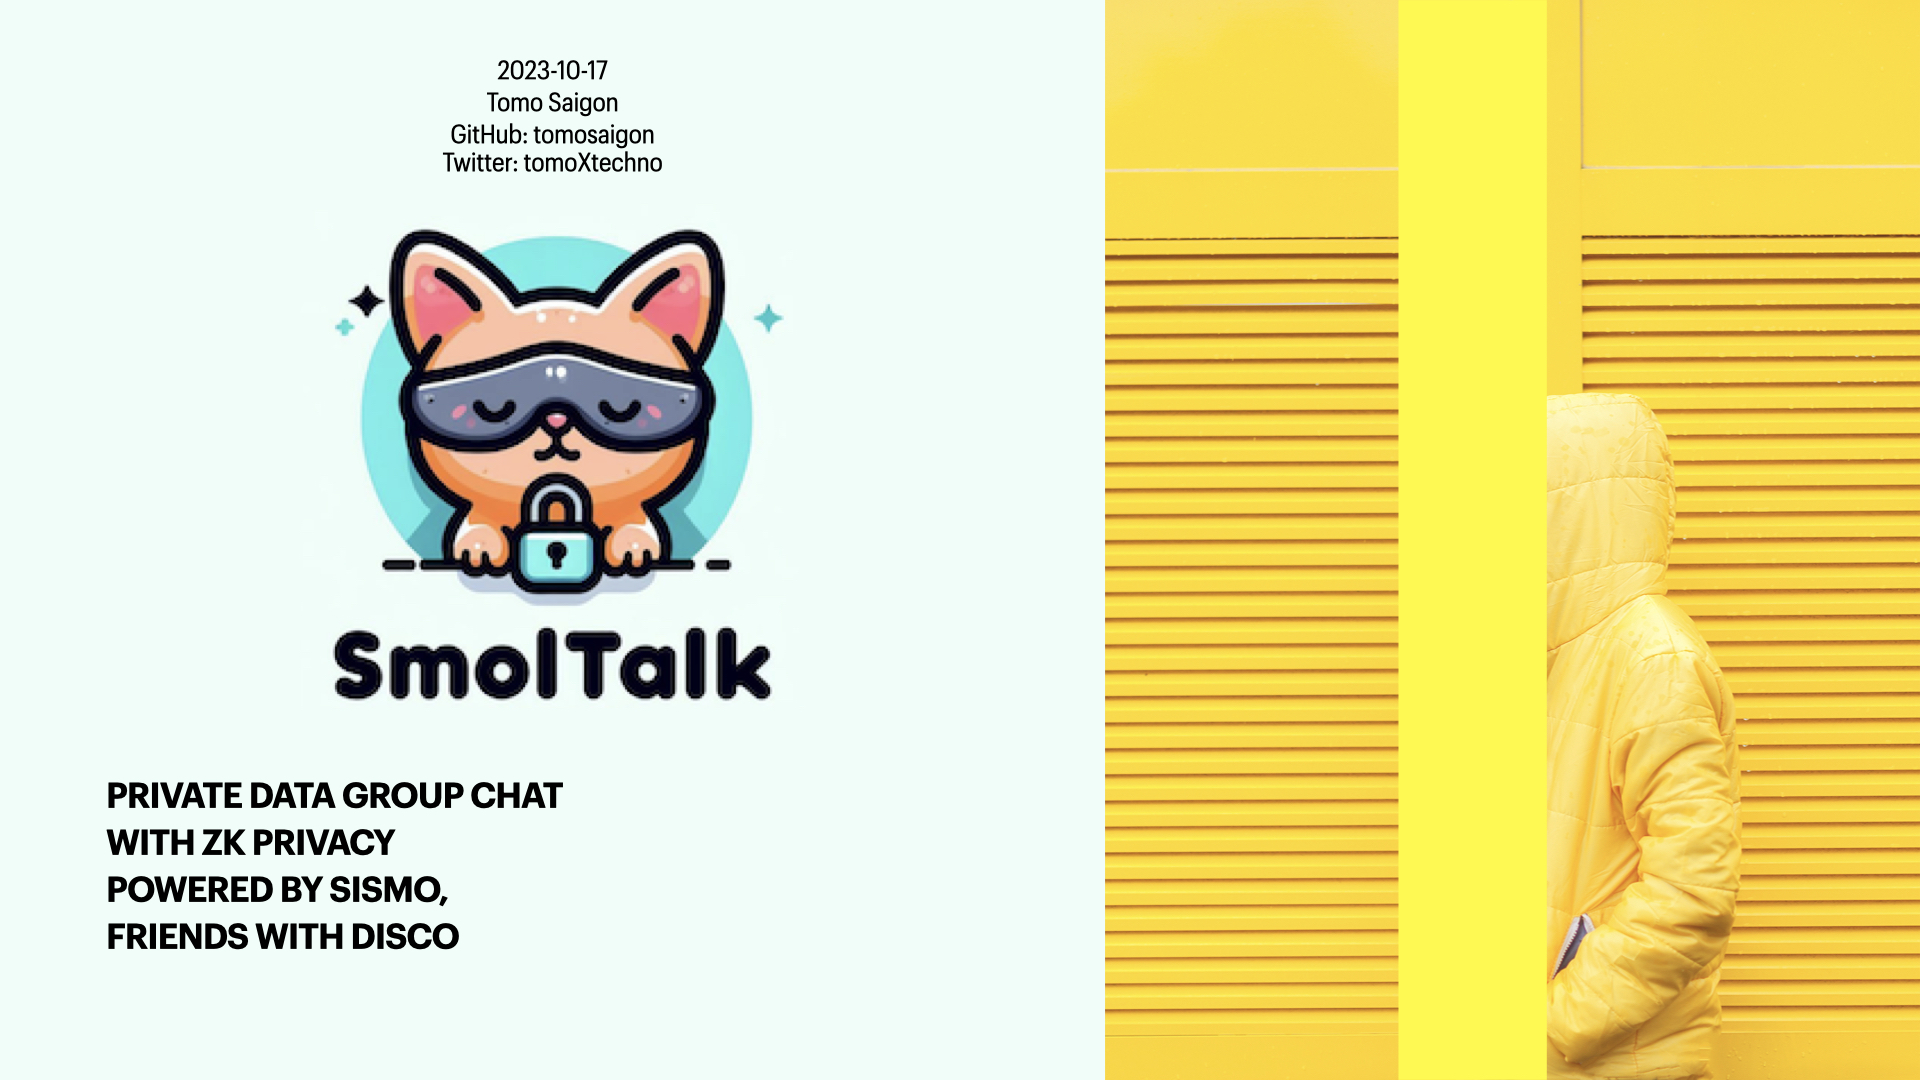 2023-10-17
Tomo Saigon
GitHub: tomosaigon
Twitter: tomoXtechno
SmolTalk
PRIVATE DATA GROUP CHAT
WITH ZK PRIVACY
POWERED BY SISMO,
FRIENDS WITH DISCO